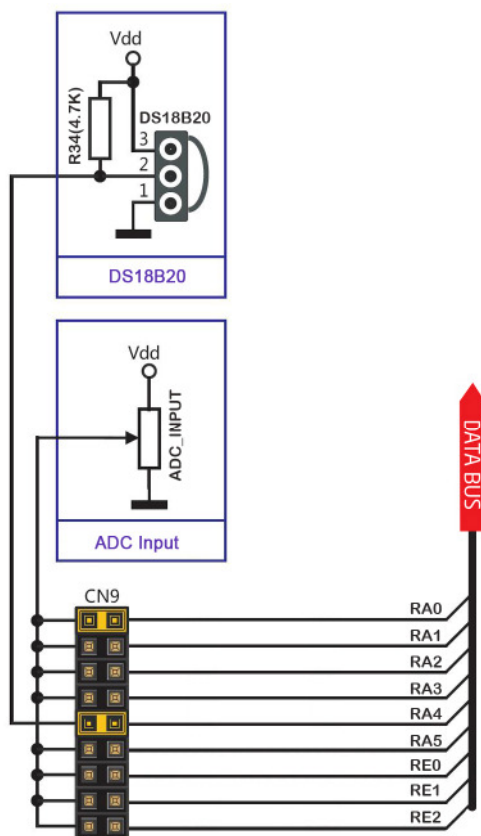 Vdd
R34(4.7K)
DS18B20
3
2
1
DS18B20
Vdd
ADC_INPUT
ADC Input
DATA BUS
CN9
RA0
RA1
RA2
RA3
RA4
RA5
RE0
RE1
RE2